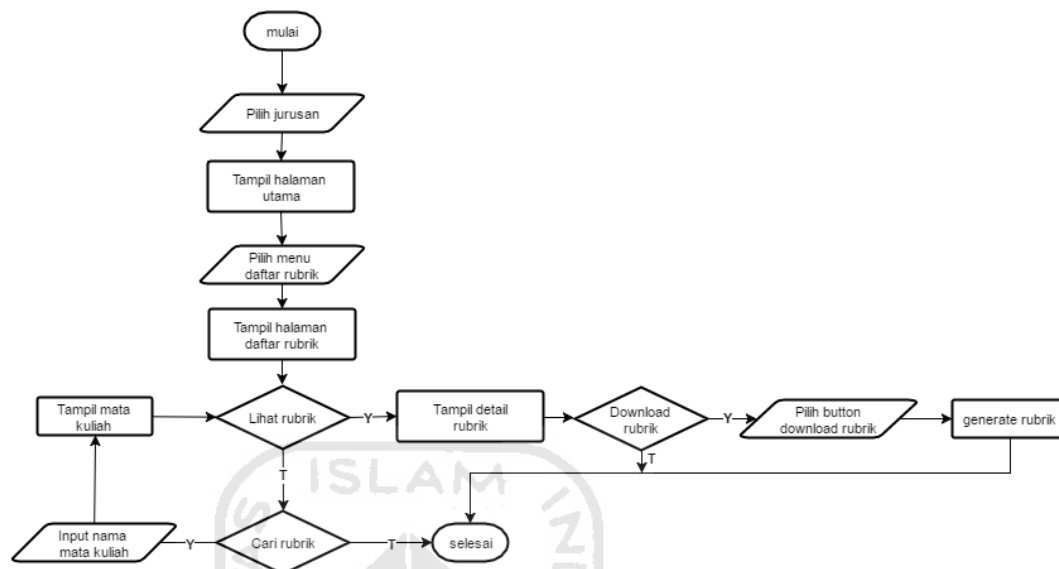 mulai
Pilih jurusan
Tampil halaman
utama
Pilih menu
daftar rubrik
Tampil halaman
daftar rubrik
Tampil mata
kuliah
Lihat rubrik
Y
Tampil detail
rubrik
Download
rubrik
Y
Pilih button
download rubrik
generate rubrik
T
T
ISLAM
Input nama
mata kuliah
Y
Cari rubrik
T
selesai